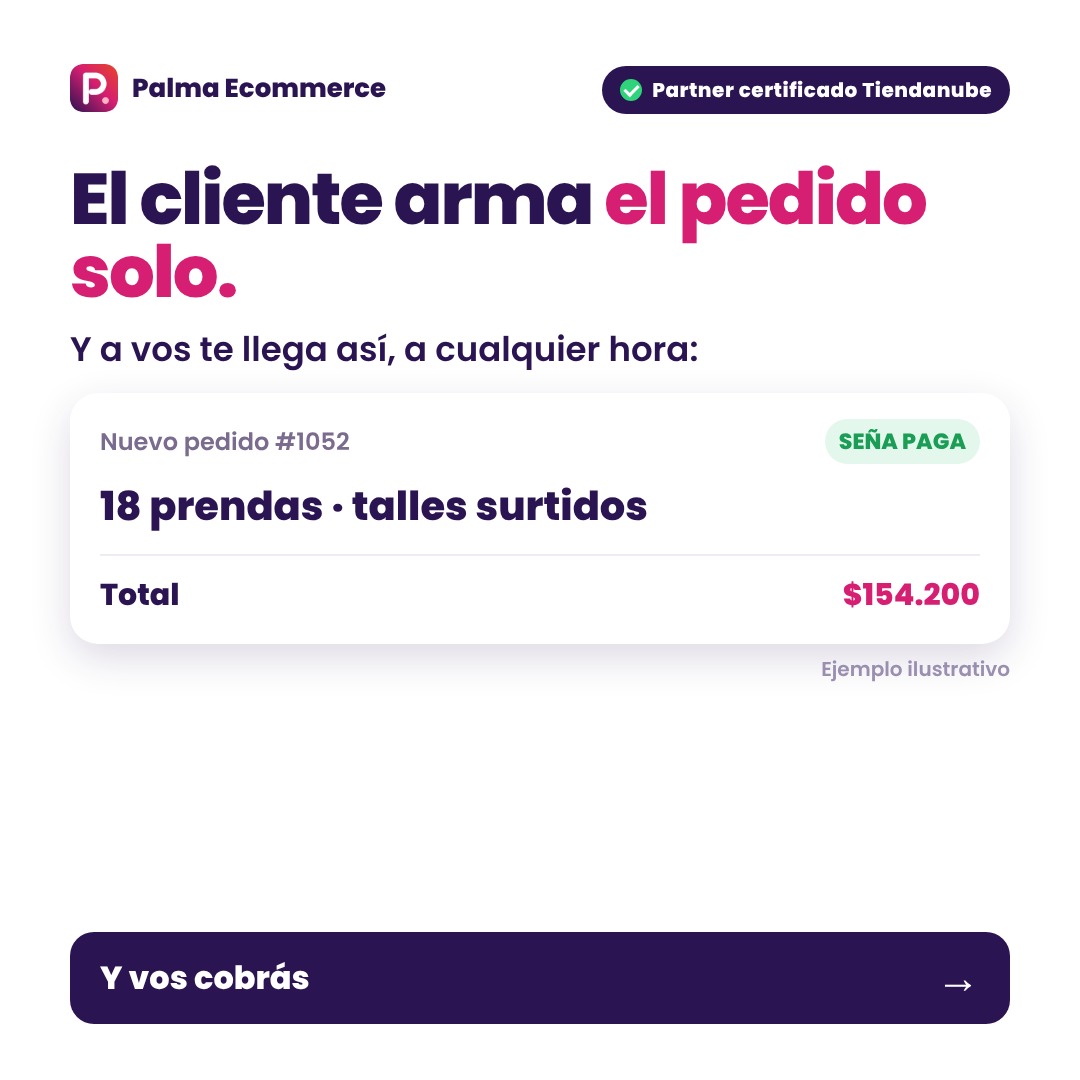 P.
Palma Ecommerce
Partner certificado Tiendanube
El cliente arma el pedido
solo.
Y a vos te llega así, a cualquier hora:
Nuevo pedido #1052
SEÑA PAGA
18 prendas · talles surtidos
Total
$154.200
Ejemplo ilustrativo
Y vos cobrás →